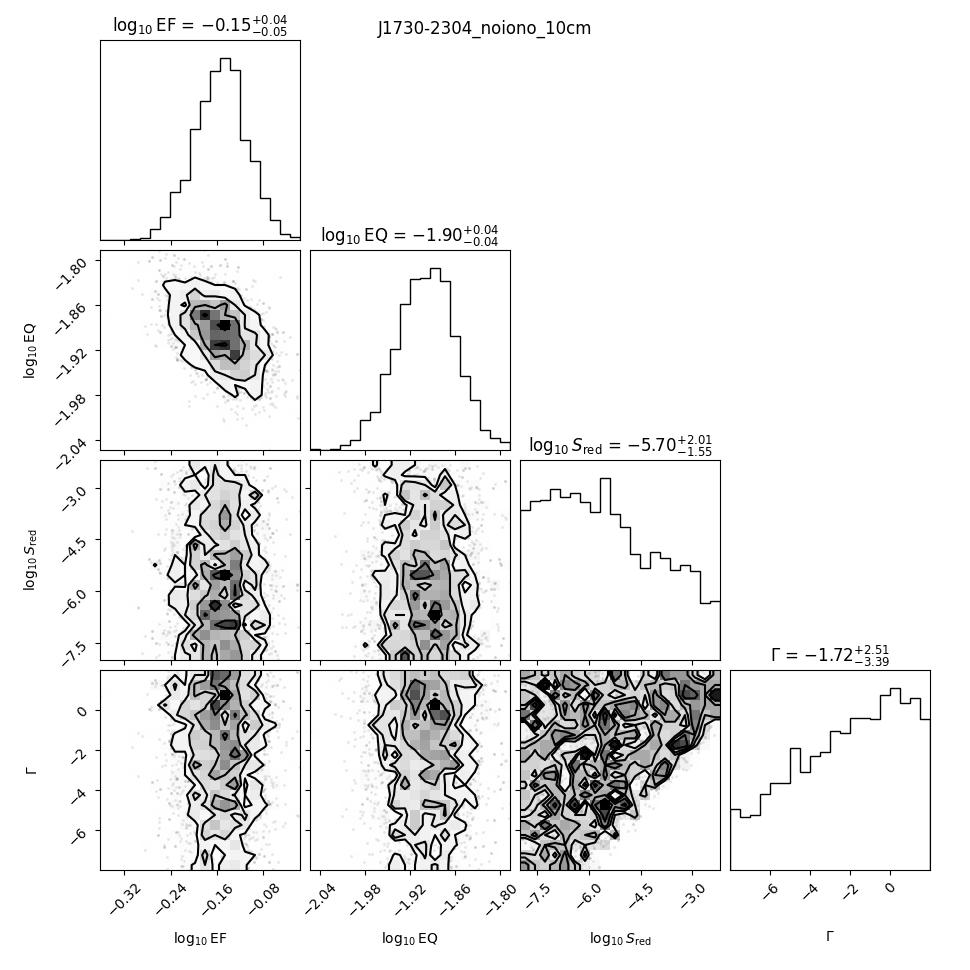 J1730-2304_noiono_10cm
log₁₀ EF = −0.15⁺⁰·⁰⁴₋₀.₀₅
log₁₀ EQ = −1.90⁺⁰·⁰⁴₋₀.₀₄
−1.80
−1.86
−1.92
−1.98
−2.04
log₁₀ EQ
log₁₀ S_red = −5.70⁺²·⁰¹₋₁.₅₅
−3.0
−4.5
−6.0
−7.5
log₁₀ S_red
Γ = −1.72⁺²·⁵¹₋₃.₃₉
0
−2
−4
−6
Γ
−0.32 −0.24 −0.16 −0.08
−2.04 −1.98 −1.92 −1.86 −1.80
−7.5 −6.0 −4.5 −3.0
−6 −4 −2 0
log₁₀ EF
log₁₀ EQ
log₁₀ S_red
Γ